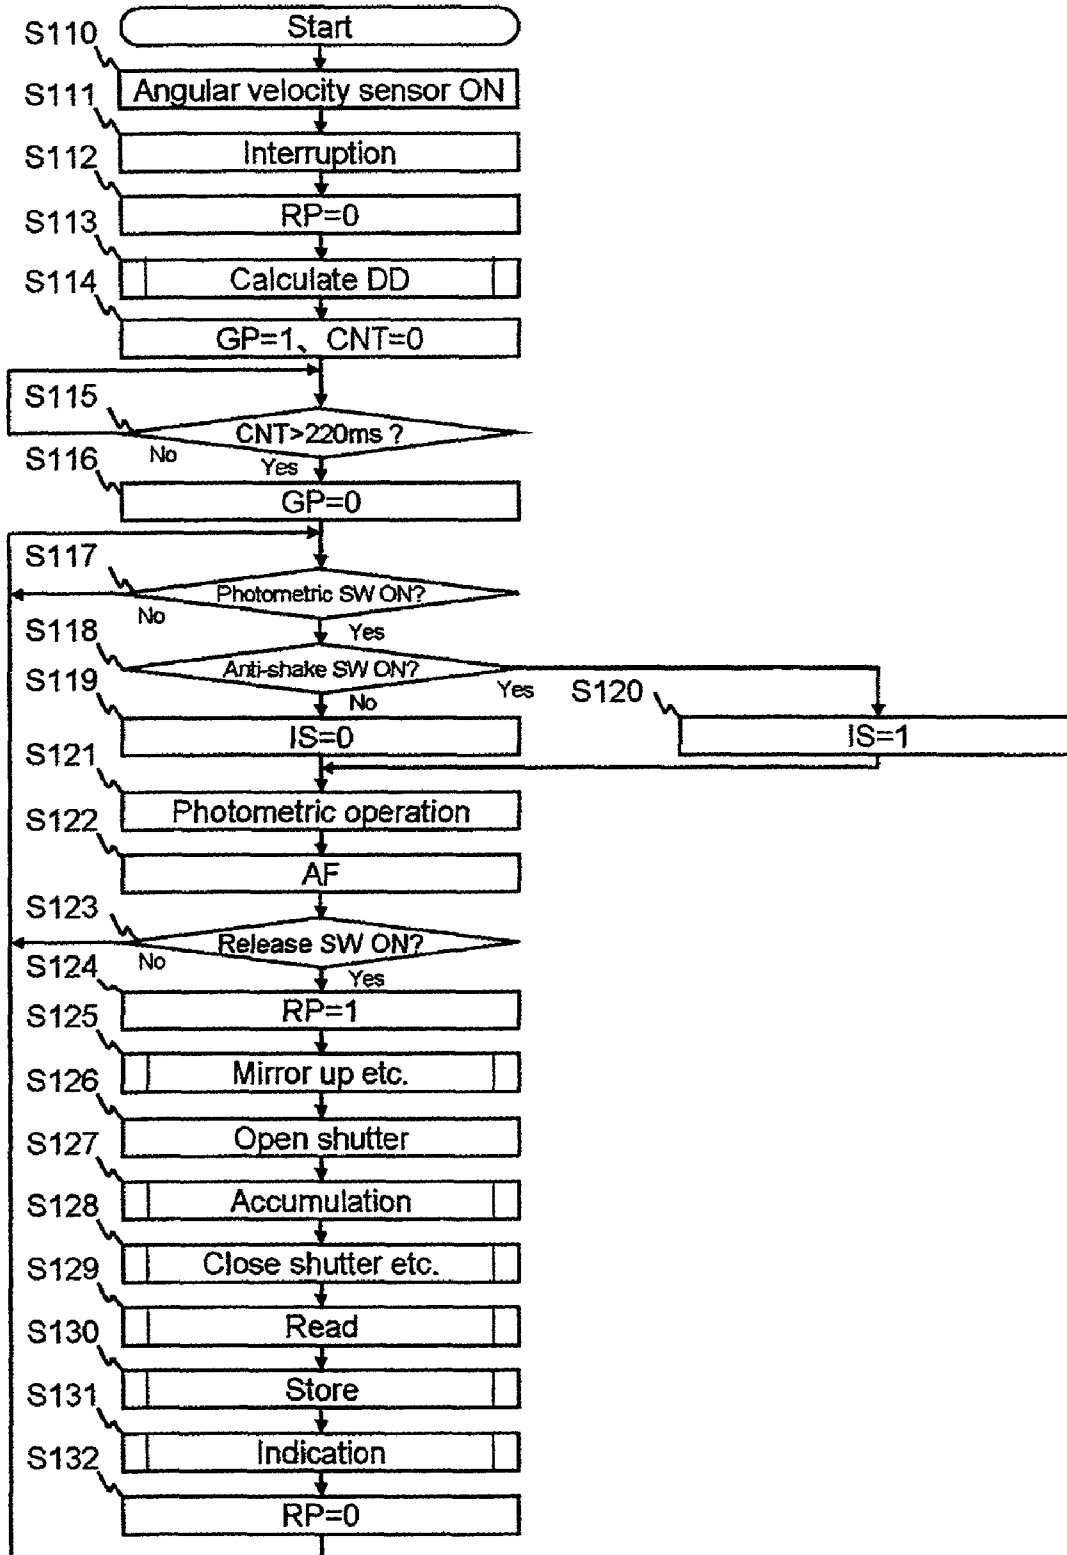 Start
S110
Angular velocity sensor ON
S111
Interruption
S112
RP=0
S113
Calculate DD
S114
GP=1、CNT=0
S115
CNT>220ms ?
No
Yes
S116
GP=0
S117
Photometric SW ON?
No
Yes
S118
Anti-shake SW ON?
Yes
No
S119
IS=0
S120
IS=1
S121
Photometric operation
S122
AF
S123
Release SW ON?
No
Yes
S124
RP=1
S125
Mirror up etc.
S126
Open shutter
S127
Accumulation
S128
Close shutter etc.
S129
Read
S130
Store
S131
Indication
S132
RP=0